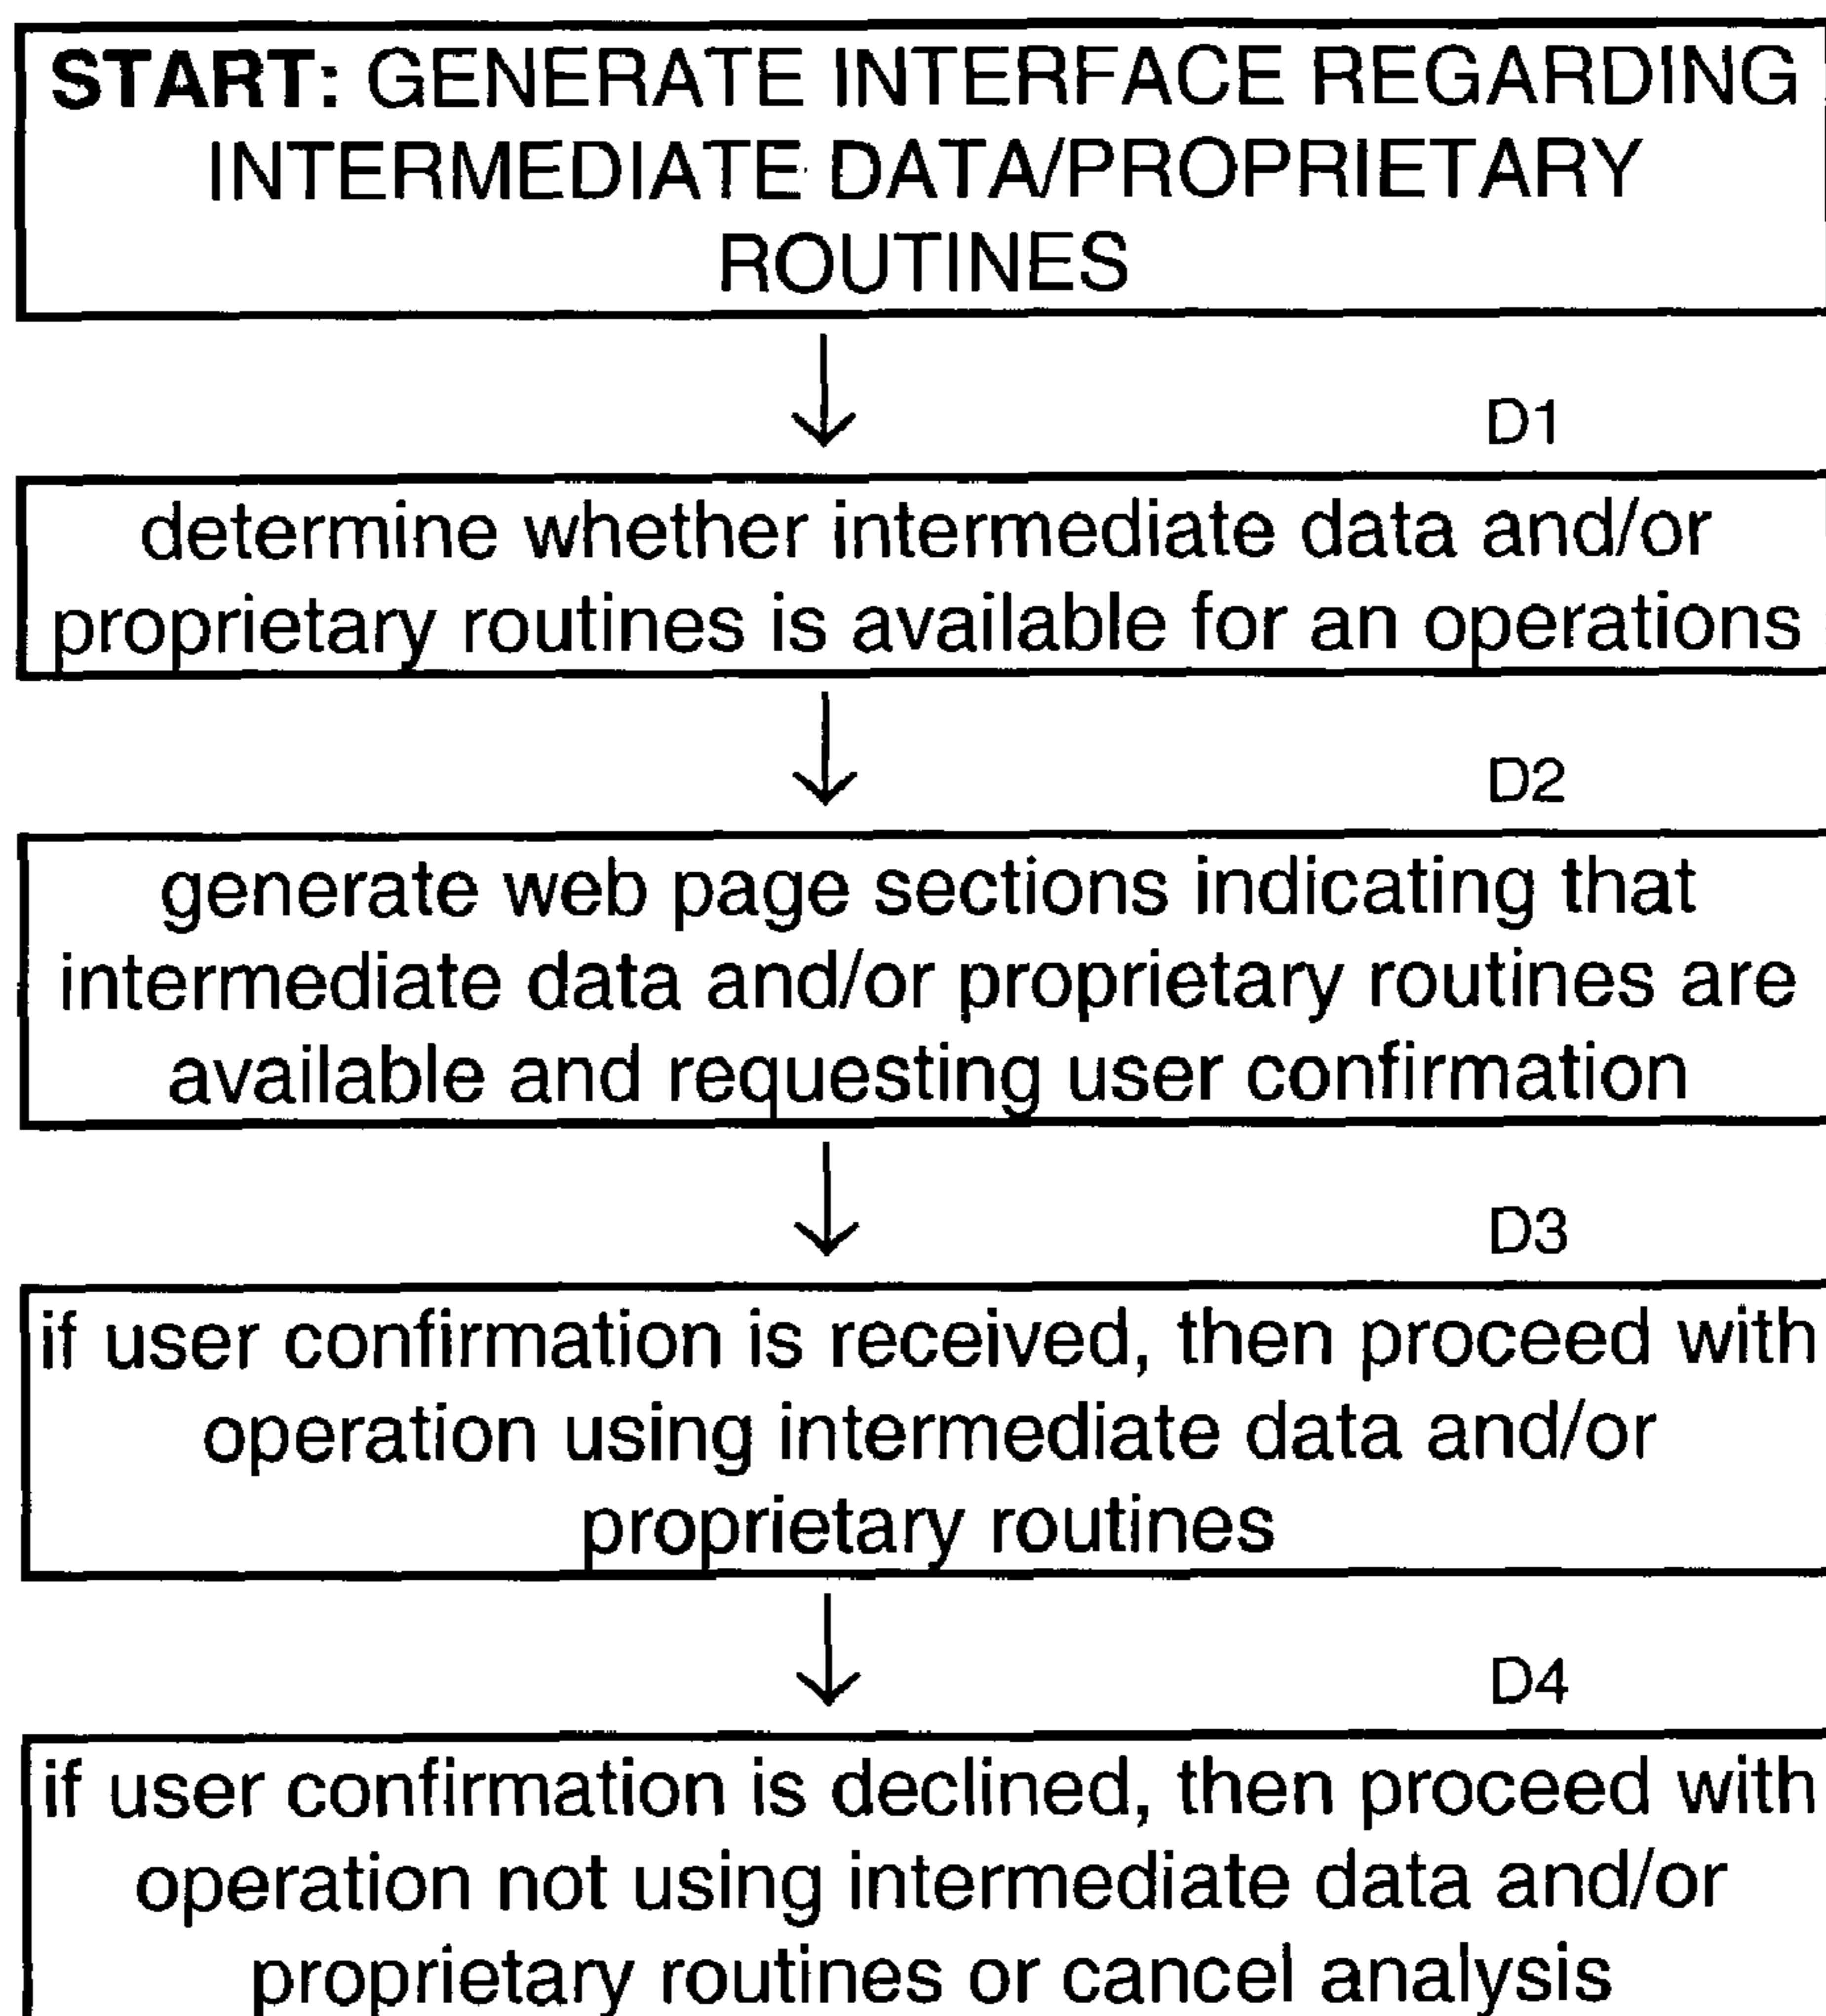 START: GENERATE INTERFACE REGARDING
INTERMEDIATE DATA/PROPRIETARY
ROUTINES
D1
determine whether intermediate data and/or
proprietary routines is available for an operations
D2
generate web page sections indicating that
intermediate data and/or proprietary routines are
available and requesting user confirmation
D3
if user confirmation is received, then proceed with
operation using intermediate data and/or
proprietary routines
D4
if user confirmation is declined, then proceed with
operation not using intermediate data and/or
proprietary routines or cancel analysis